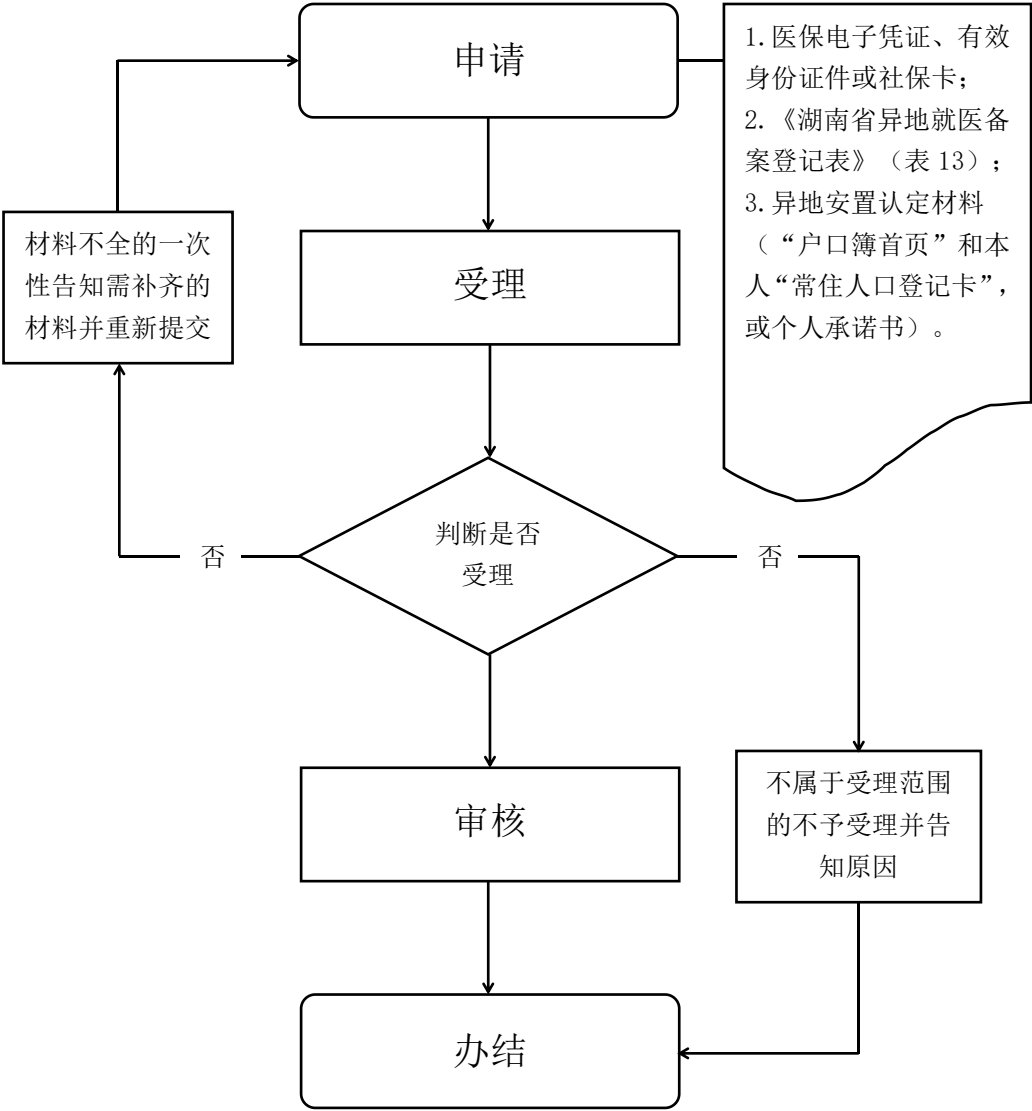 申请
1.医保电子凭证、有效
身份证件或社保卡；
2.《湖南省异地就医备
案登记表》（表 13）；
3.异地安置认定材料
（“户口簿首页”和本
人“常住人口登记卡”，
或个人承诺书）。
材料不全的一次
性告知需补齐的
材料并重新提交
受理
判断是否
受理
否
否
审核
不属于受理范围
的不予受理并告
知原因
办结